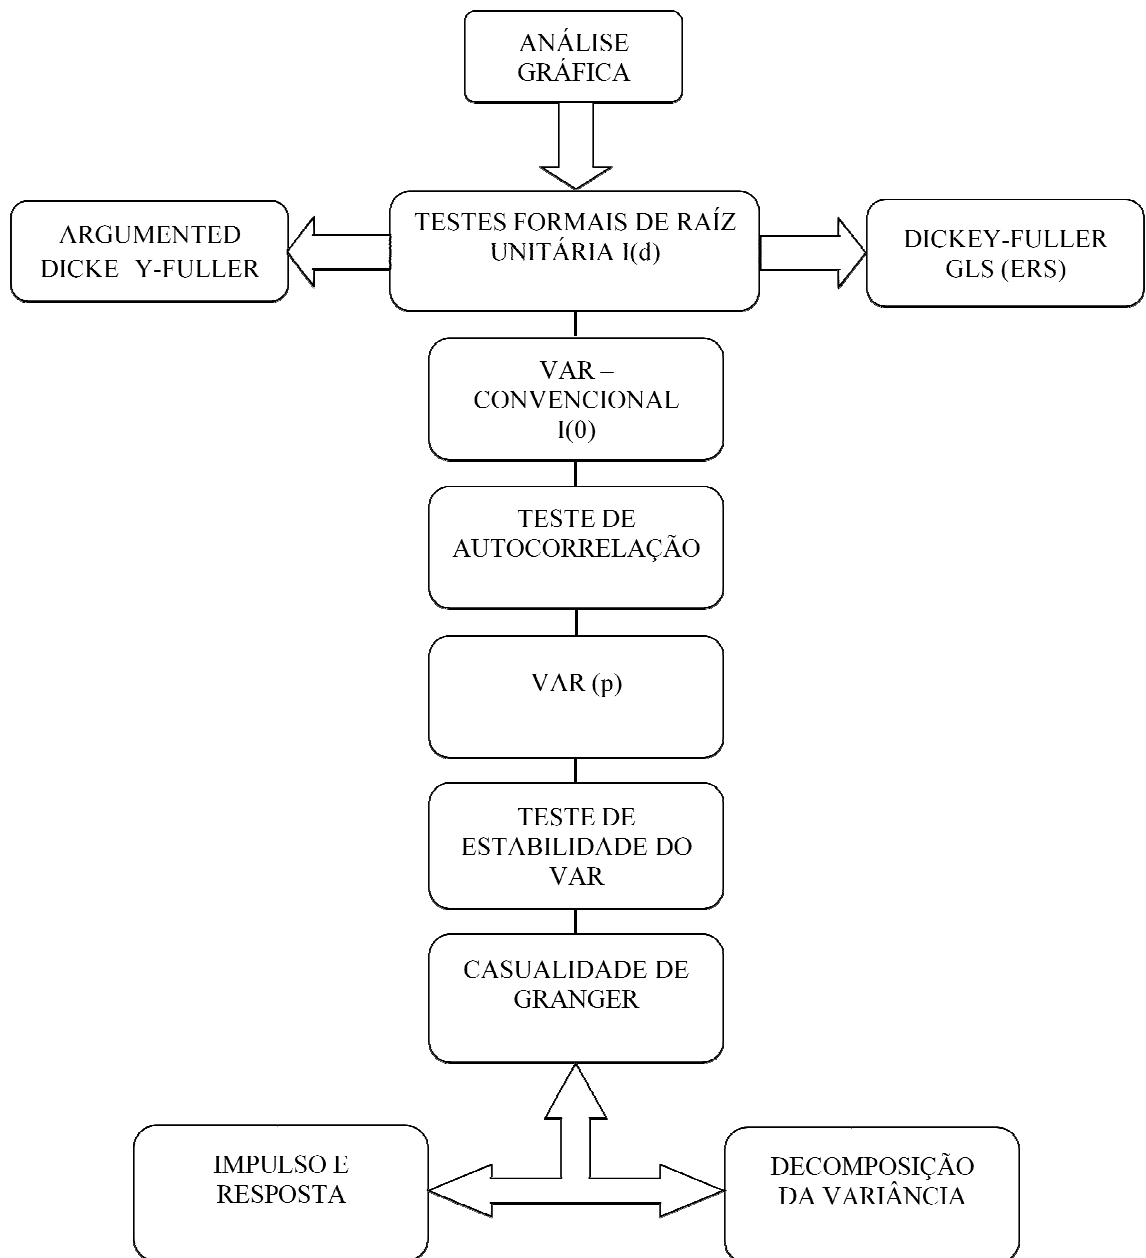 ANÁLISE
GRÁFICA
TESTES FORMAIS DE RAÍZ
UNITÁRIA I(d)
ARGUMENTED
DICKE Y-FULLER
DICKEY-FULLER
GLS (ERS)
VAR –
CONVENCIONAL
I(0)
TESTE DE
AUTOCORRELAÇÃO
VAR (p)
TESTE DE
ESTABILIDADE DO
VAR
CASUALIDADE DE
GRANGER
IMPULSO E
RESPOSTA
DECOMPOSIÇÃO
DA VARIÂNCIA